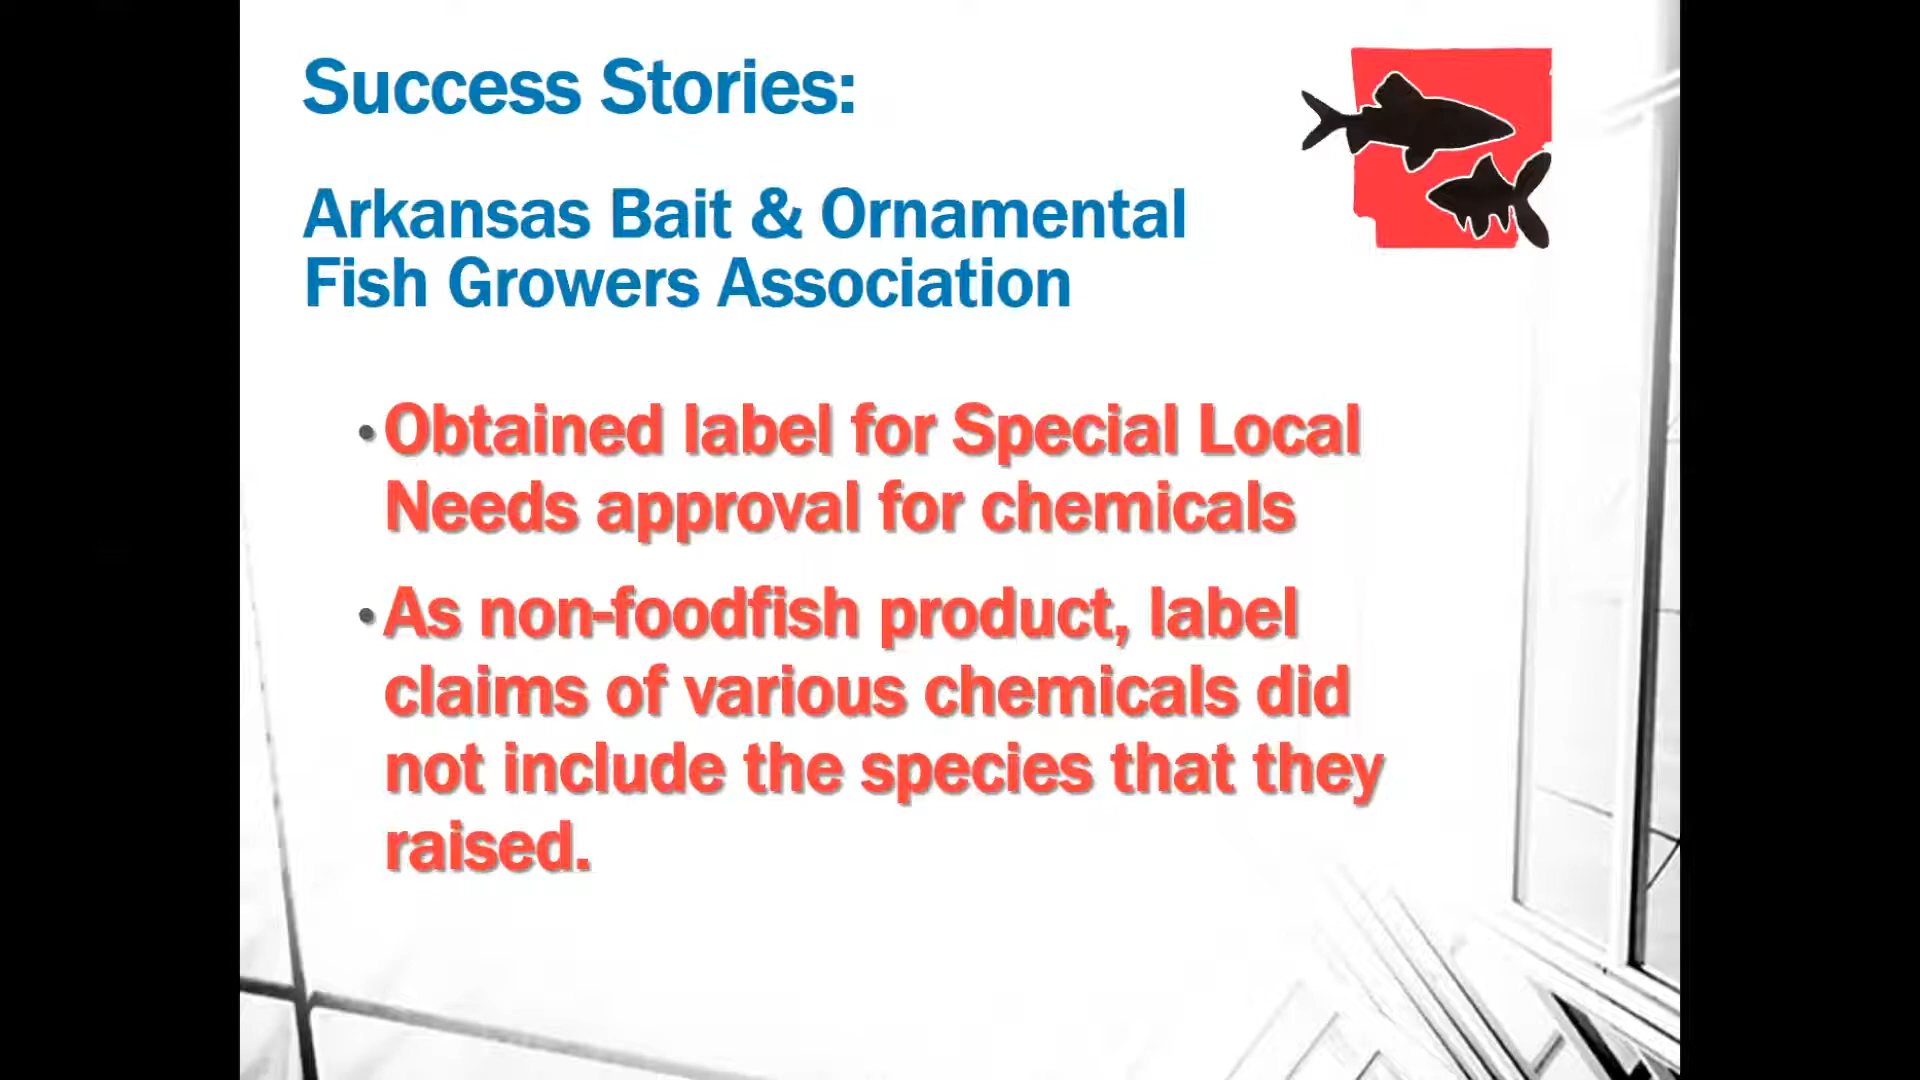 Success Stories:
Arkansas Bait & Ornamental
Fish Growers Association
• Obtained label for Special Local
Needs approval for chemicals
• As non-foodfish product, label
claims of various chemicals did
not include the species that they
raised.